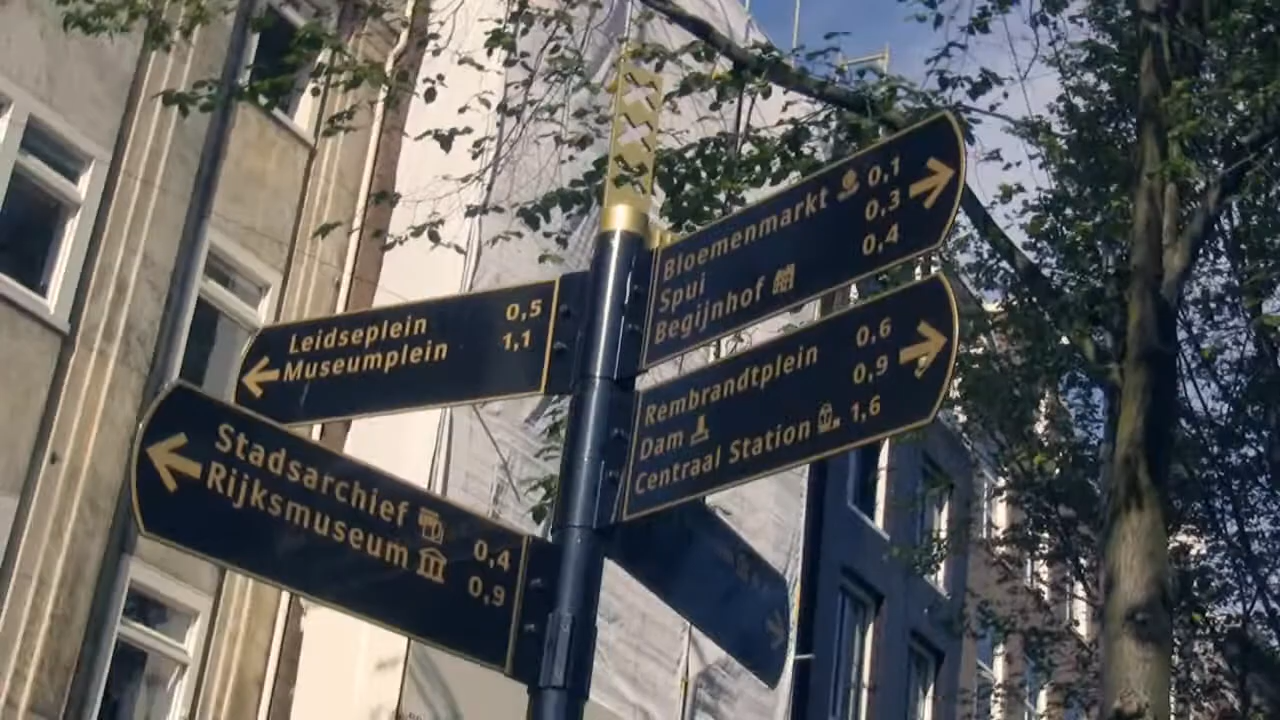 Leidseplein 0,5
Museumplein 1,1
Stadsarchief 0,4
Rijksmuseum 0,9
Bloemenmarkt 0,1
Spui 0,3
Begijnhof 0,4
Rembrandtplein 0,6
Dam 0,9
Centraal Station 1,6